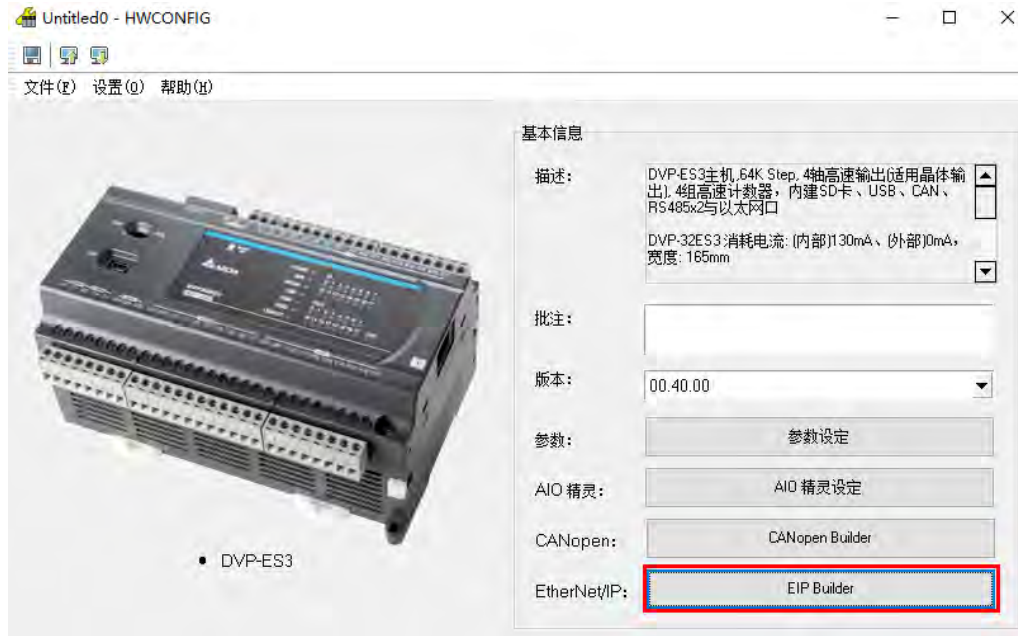 Untitled0 - HWCONFIG
文件(F) 设置(O) 帮助(H)
基本信息
描述:
DVP-ES3主机,64K Step, 4轴高速输出(适用晶体输
出), 4组高速计数器，内建SD卡、USB、CAN、
RS485x2与以太网口
DVP-32ES3消耗电流: (内部)130mA、(外部)0mA，
宽度: 165mm
批注:
版本:
00.40.00
参数:
参数设定
AIO 精灵:
AIO 精灵设定
CANopen:
CANopen Builder
EtherNet/IP:
EIP Builder
• DVP-ES3